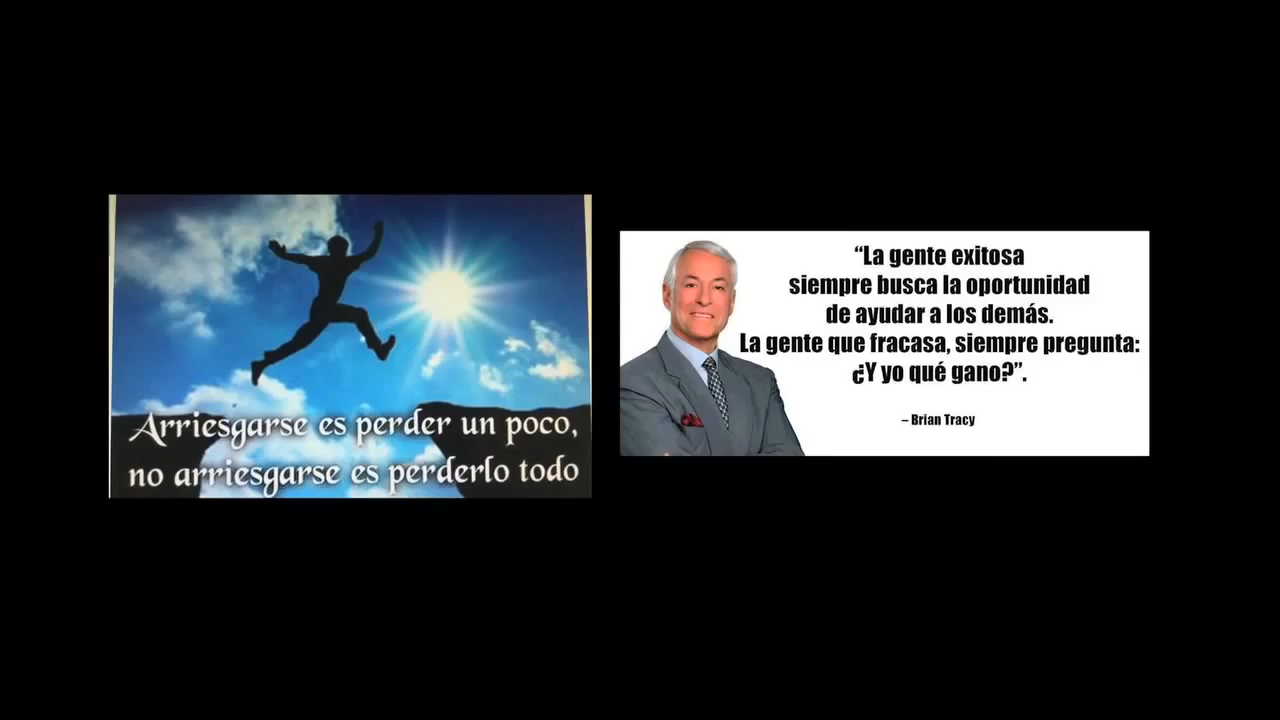 Arriesgarse es perder un poco,
no arriesgarse es perderlo todo
“La gente exitosa
siempre busca la oportunidad
de ayudar a los demás.
La gente que fracasa, siempre pregunta:
¿Y yo qué gano?”.
– Brian Tracy